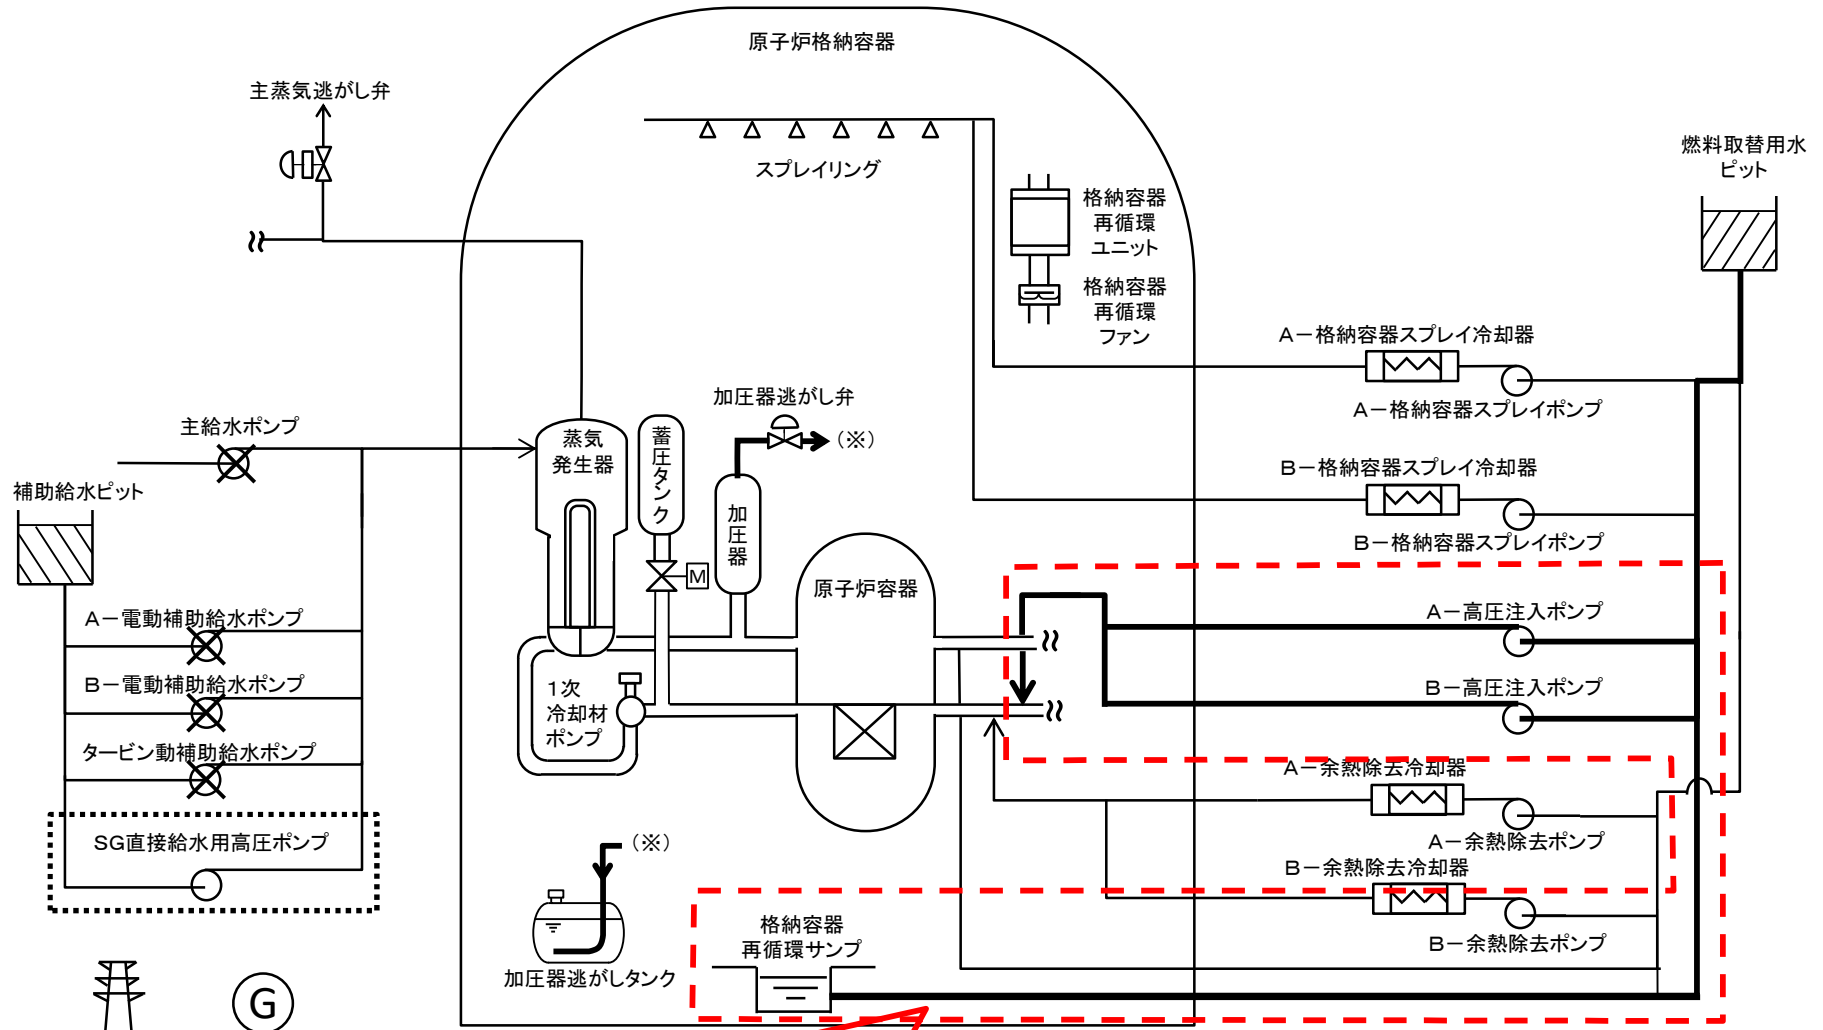 原子炉格納容器
主蒸気逃がし弁
スプレイリング
燃料取替用水
ピット
格納容器
再循環
ユニット
格納容器
再循環
ファン
A－格納容器スプレイ冷却器
A－格納容器スプレイポンプ
加圧器逃がし弁
(※)
主給水ポンプ
蒸気
発生器
蓄圧タンク
加圧器
M
B－格納容器スプレイ冷却器
B－格納容器スプレイポンプ
補助給水ピット
原子炉容器
A－高圧注入ポンプ
A－電動補助給水ポンプ
B－電動補助給水ポンプ
B－高圧注入ポンプ
1次
冷却材
ポンプ
タービン動補助給水ポンプ
A－余熱除去冷却器
A－余熱除去ポンプ
SG直接給水用高圧ポンプ
(※)
B－余熱除去冷却器
B－余熱除去ポンプ
格納容器
再循環サンプ
加圧器逃がしタンク
G